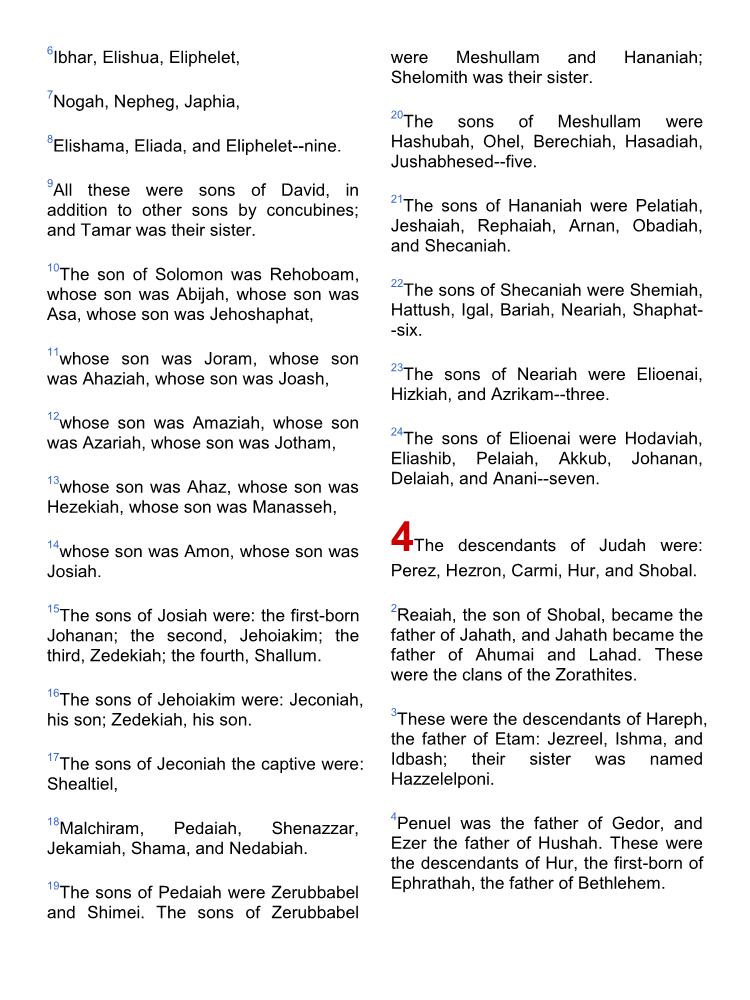 6Ibhar, Elishua, Eliphelet,
7Nogah, Nepheg, Japhia,
8Elishama, Eliada, and Eliphelet--nine.
9All these were sons of David, in
addition to other sons by concubines;
and Tamar was their sister.
10The son of Solomon was Rehoboam,
whose son was Abijah, whose son was
Asa, whose son was Jehoshaphat,
11whose son was Joram, whose son
was Ahaziah, whose son was Joash,
12whose son was Amaziah, whose son
was Azariah, whose son was Jotham,
13whose son was Ahaz, whose son was
Hezekiah, whose son was Manasseh,
14whose son was Amon, whose son was
Josiah.
15The sons of Josiah were: the first-born
Johanan; the second, Jehoiakim; the
third, Zedekiah; the fourth, Shallum.
16The sons of Jehoiakim were: Jeconiah,
his son; Zedekiah, his son.
17The sons of Jeconiah the captive were:
Shealtiel,
18Malchiram, Pedaiah, Shenazzar,
Jekamiah, Shama, and Nedabiah.
19The sons of Pedaiah were Zerubbabel
and Shimei. The sons of Zerubbabel
were Meshullam and Hananiah;
Shelomith was their sister.
20The sons of Meshullam were
Hashubah, Ohel, Berechiah, Hasadiah,
Jushabhesed--five.
21The sons of Hananiah were Pelatiah,
Jeshaiah, Rephaiah, Arnan, Obadiah,
and Shecaniah.
22The sons of Shecaniah were Shemiah,
Hattush, Igal, Bariah, Neariah, Shaphat-
-six.
23The sons of Neariah were Elioenai,
Hizkiah, and Azrikam--three.
24The sons of Elioenai were Hodaviah,
Eliashib, Pelaiah, Akkub, Johanan,
Delaiah, and Anani--seven.
4The descendants of Judah were:
Perez, Hezron, Carmi, Hur, and Shobal.
2Reaiah, the son of Shobal, became the
father of Jahath, and Jahath became the
father of Ahumai and Lahad. These
were the clans of the Zorathites.
3These were the descendants of Hareph,
the father of Etam: Jezreel, Ishma, and
Idbash; their sister was named
Hazzelelponi.
4Penuel was the father of Gedor, and
Ezer the father of Hushah. These were
the descendants of Hur, the first-born of
Ephrathah, the father of Bethlehem.